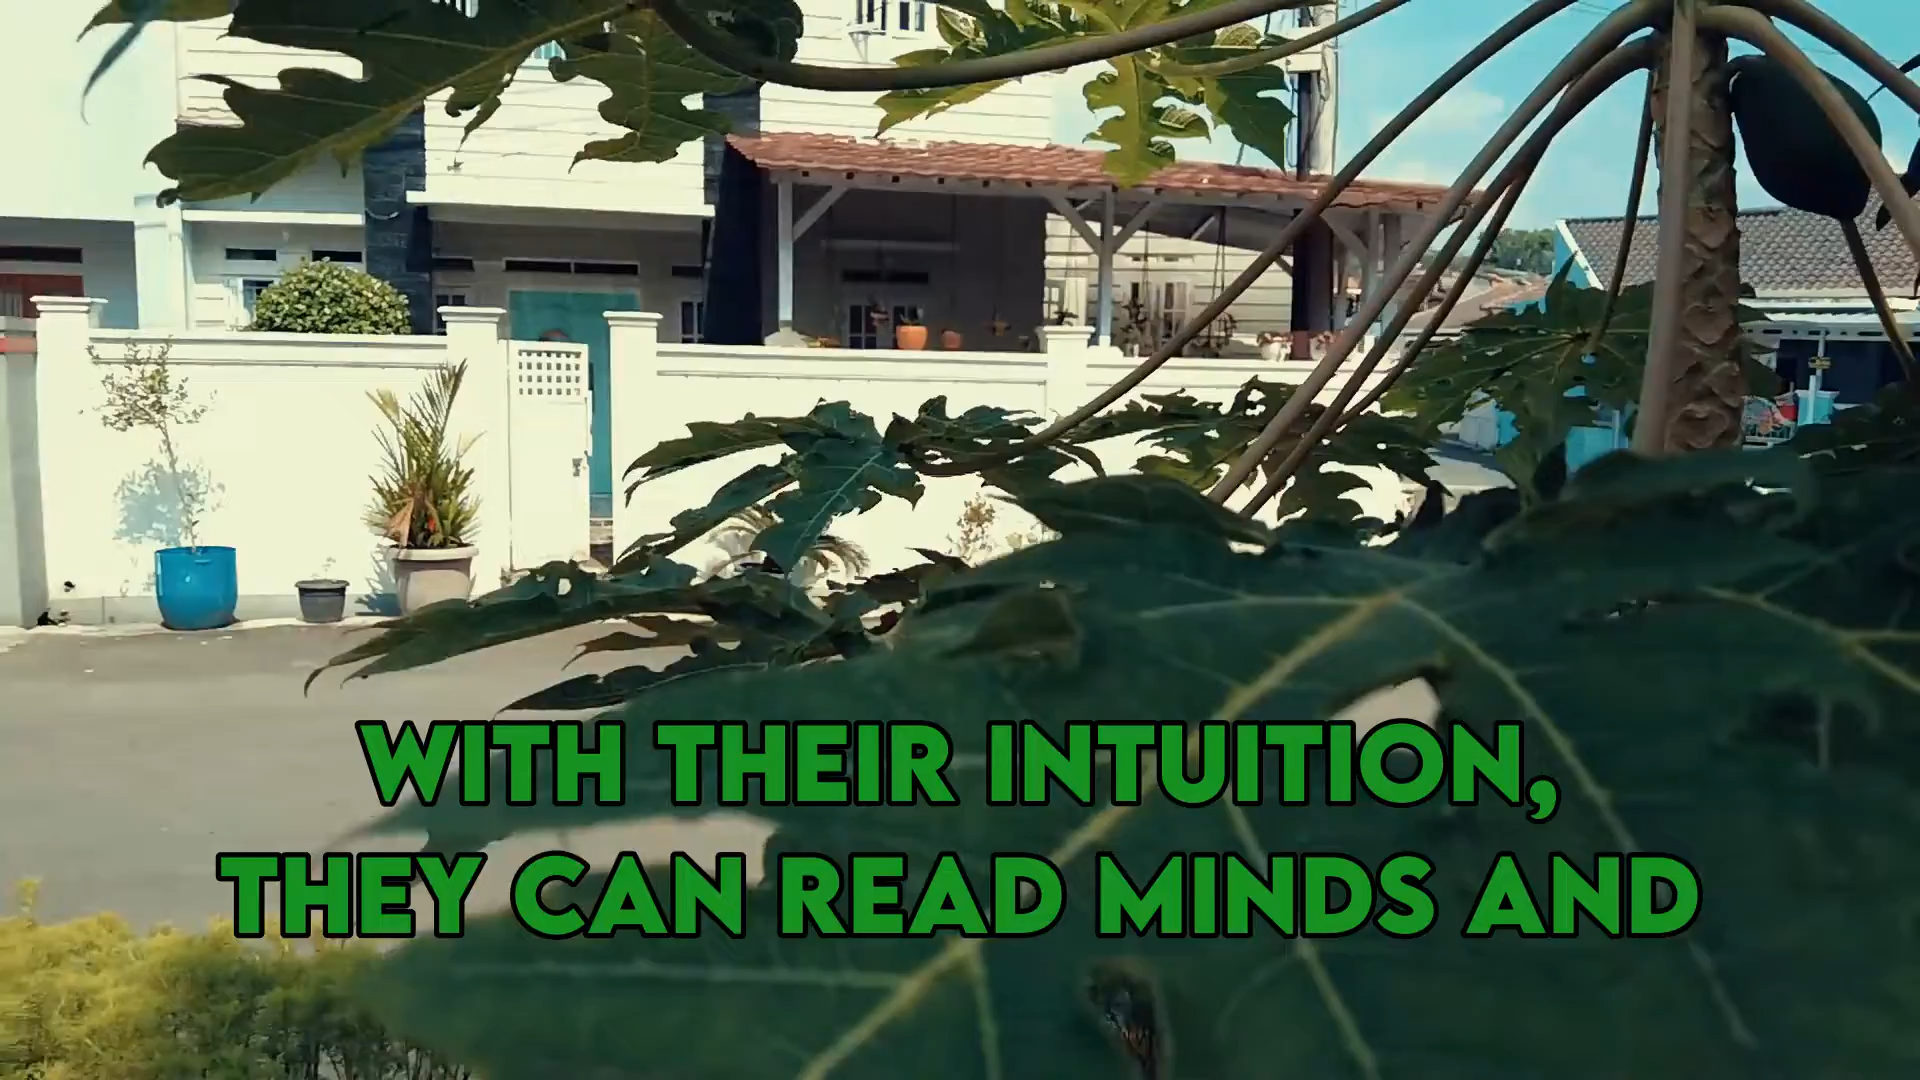 WITH THEIR INTUITION,
THEY CAN READ MINDS AND